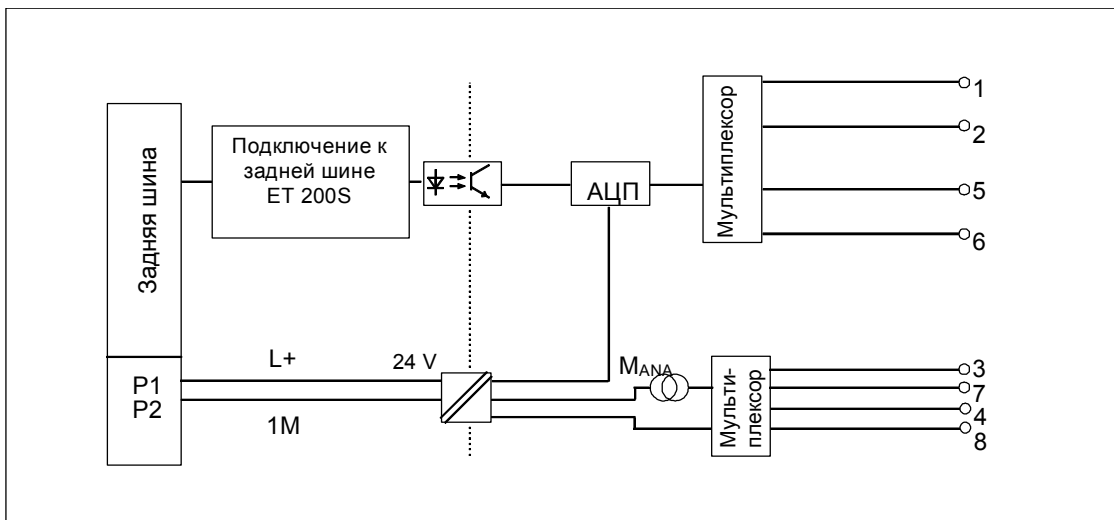 Задняя шина
Подключение к
задней шине
ET 200S
АЦП
Мультиплексор
1
2
5
6
P1
P2
L+
1M
24 V
MANA
Мульти-
плексор
3
7
4
8